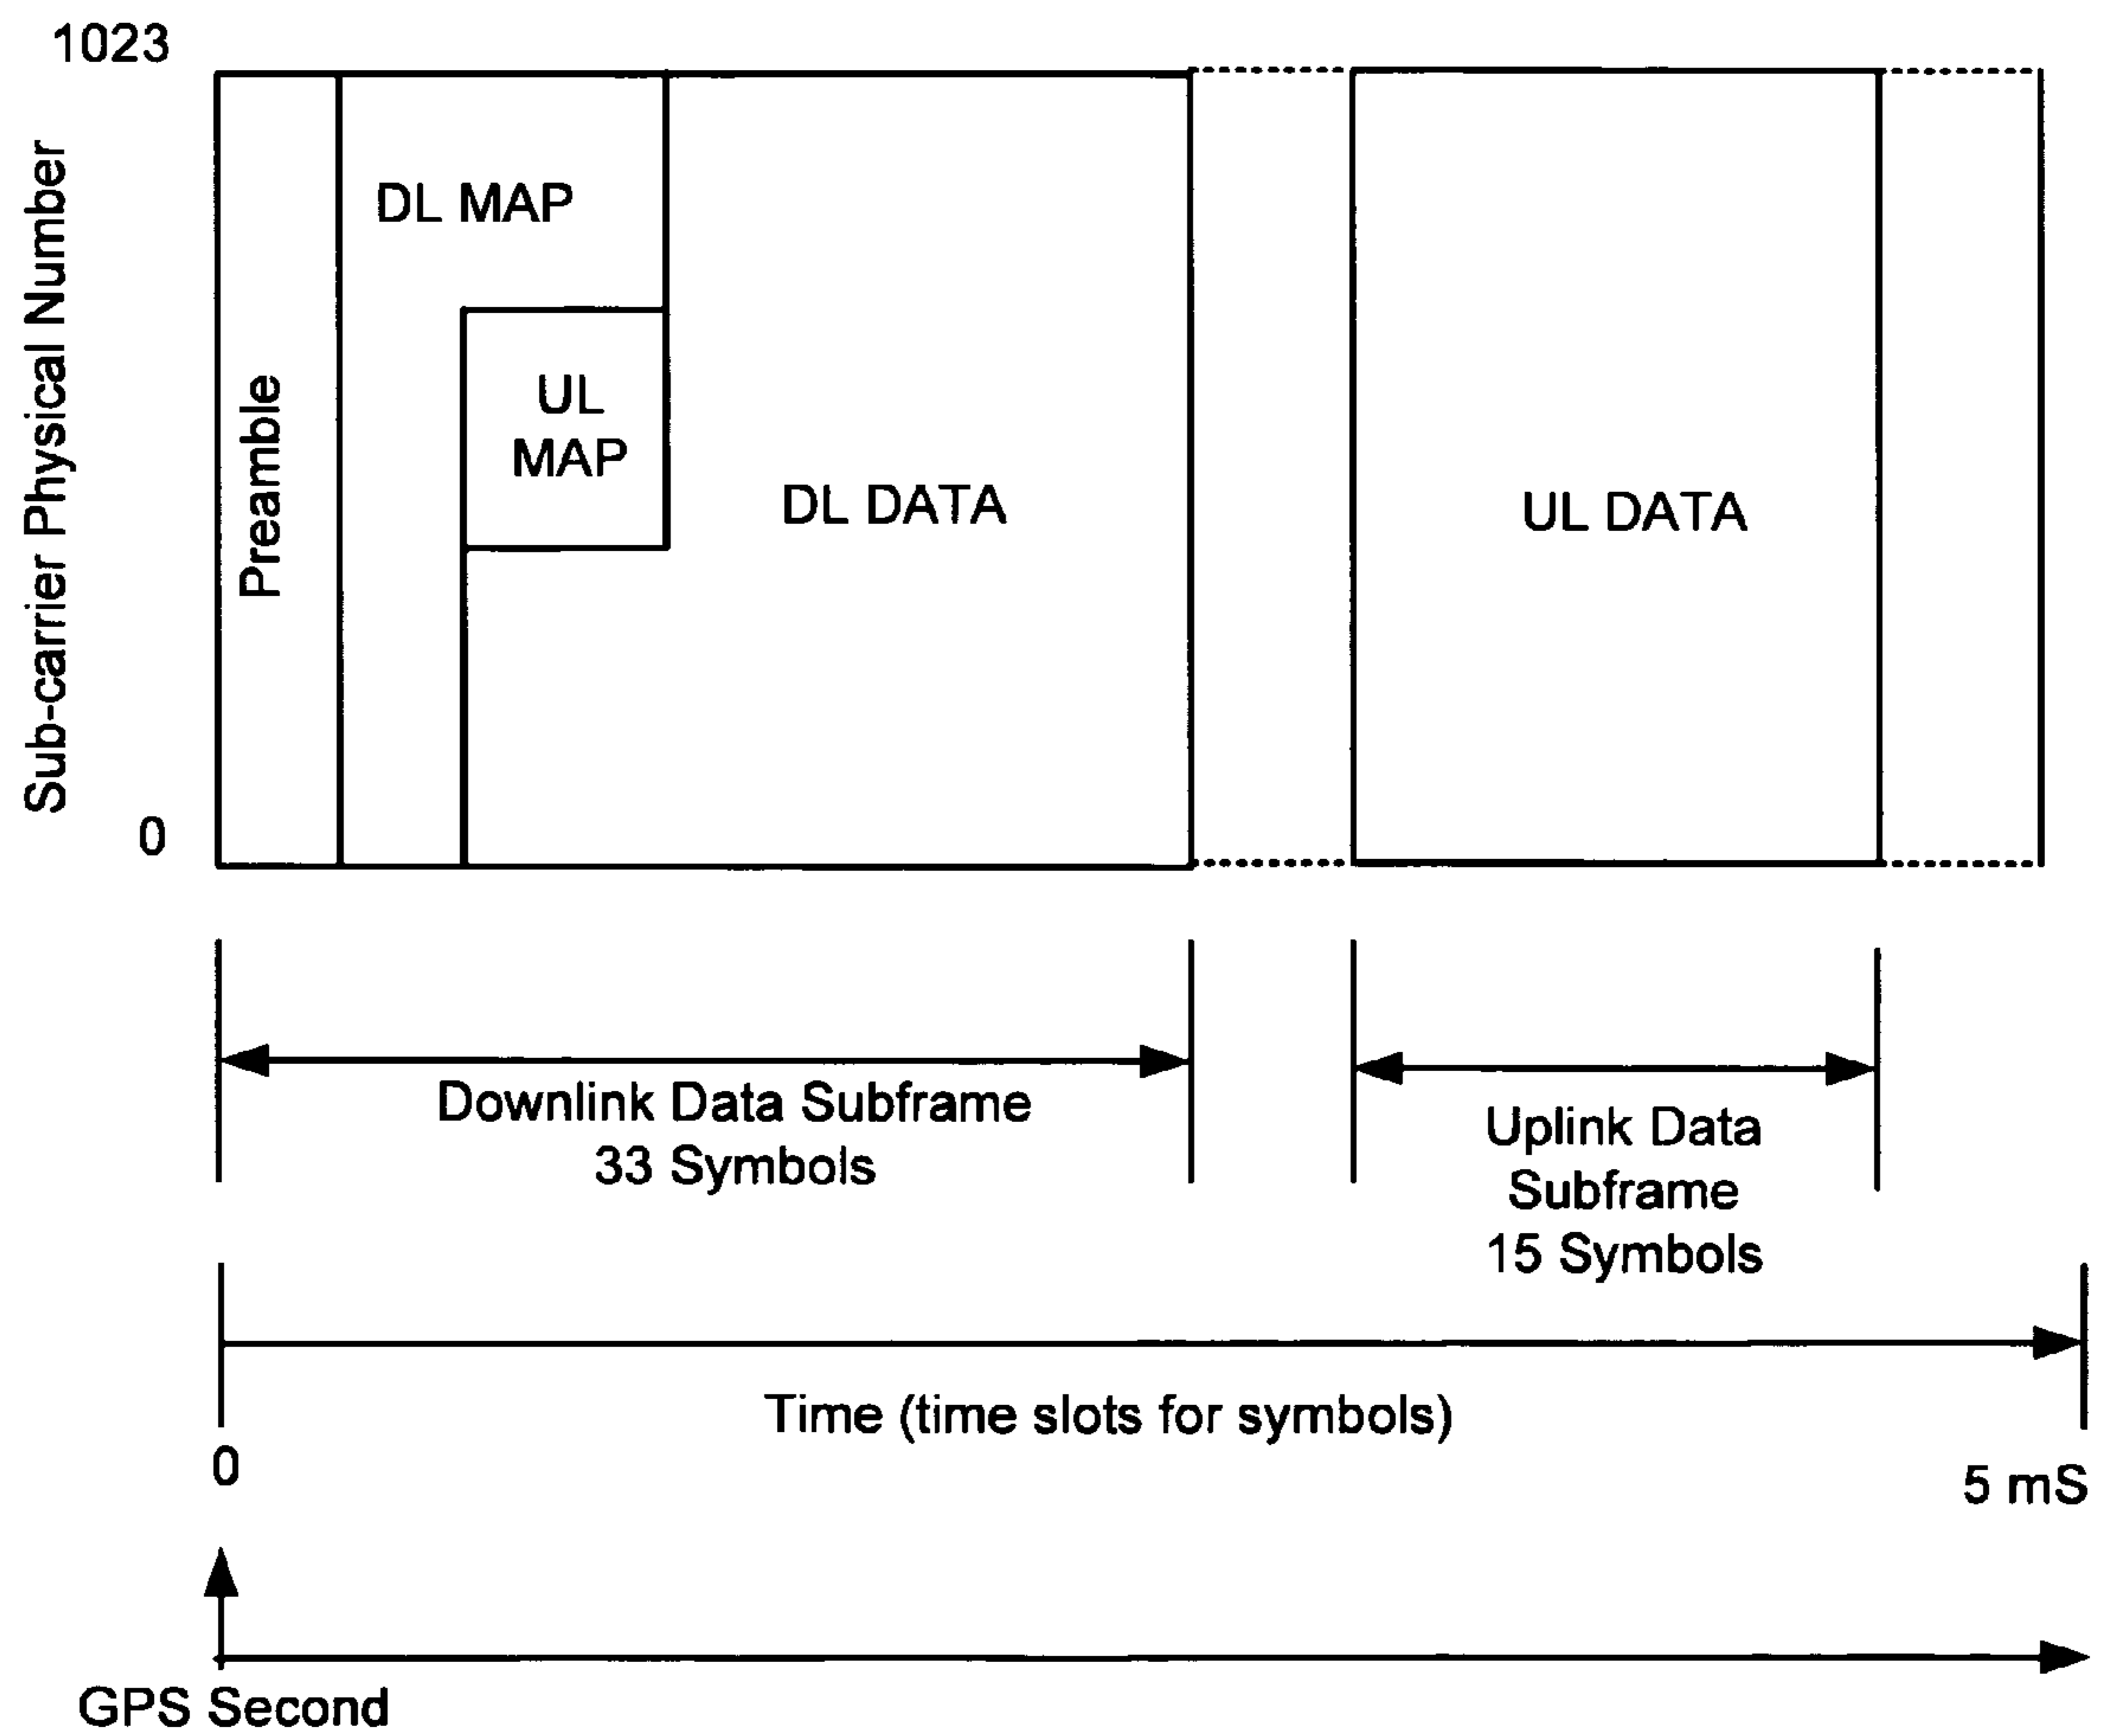 1023
Sub-carrier Physical Number
0
Preamble
DL MAP
UL
MAP
DL DATA
UL DATA
Downlink Data Subframe
33 Symbols
Uplink Data
Subframe
15 Symbols
Time (time slots for symbols)
0
5 mS
GPS Second